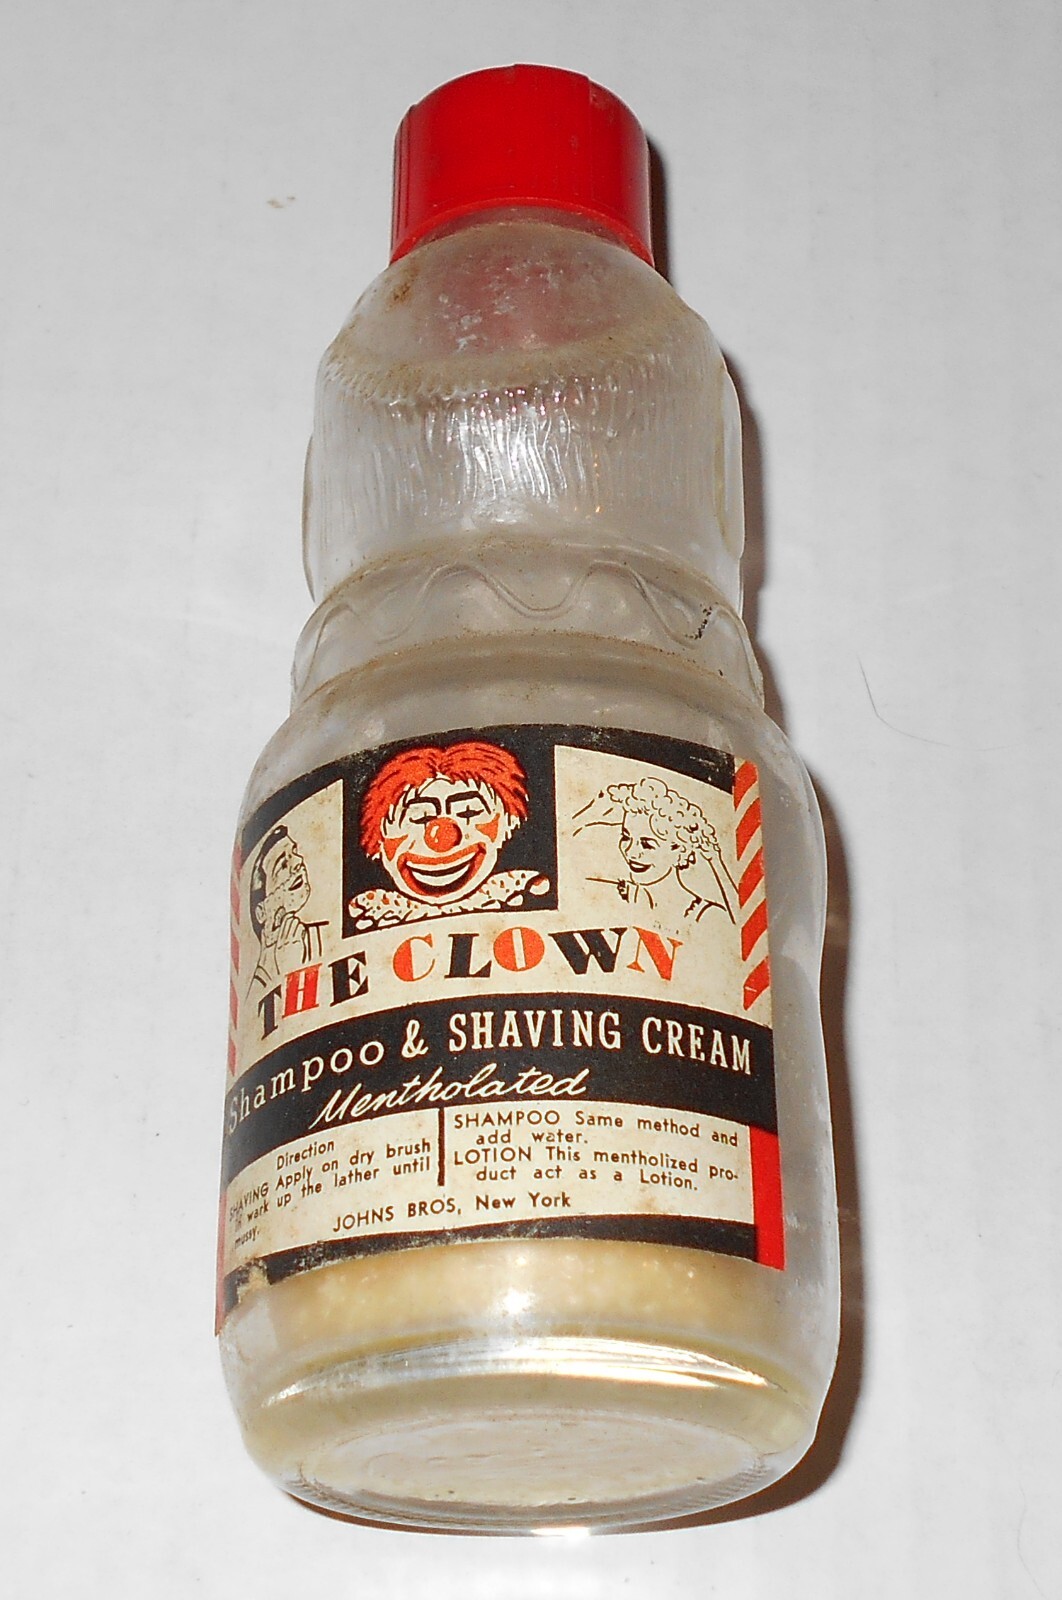 THE CLOWN
Shampoo & SHAVING CREAM
Mentholated
Direction
SHAVING Apply on dry brush
wark up the lather until
mussy.
SHAMPOO Same method and
add water.
LOTION This mentholized pro-
duct act as a Lotion.
JOHNS BROS, New York